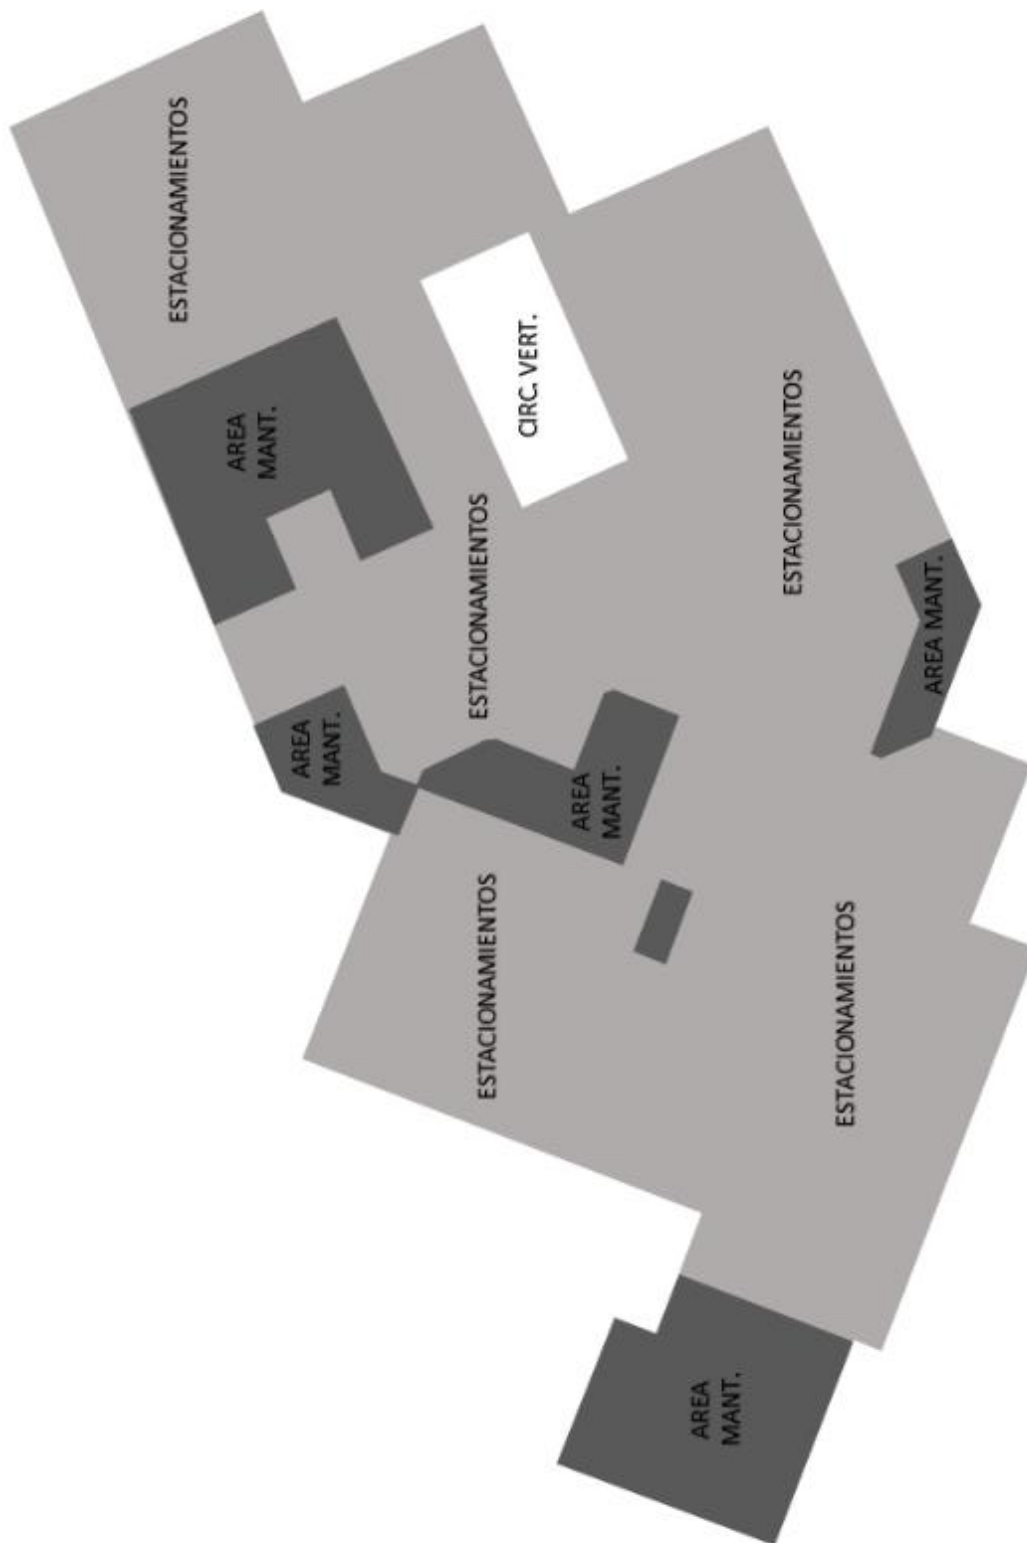 ESTACIONAMIENTOS
AREA
MANT.
CIRC. VERT.
ESTACIONAMIENTOS
ESTACIONAMIENTOS
AREA MANT.
AREA
MANT.
AREA
MANT.
ESTACIONAMIENTOS
ESTACIONAMIENTOS
AREA
MANT.